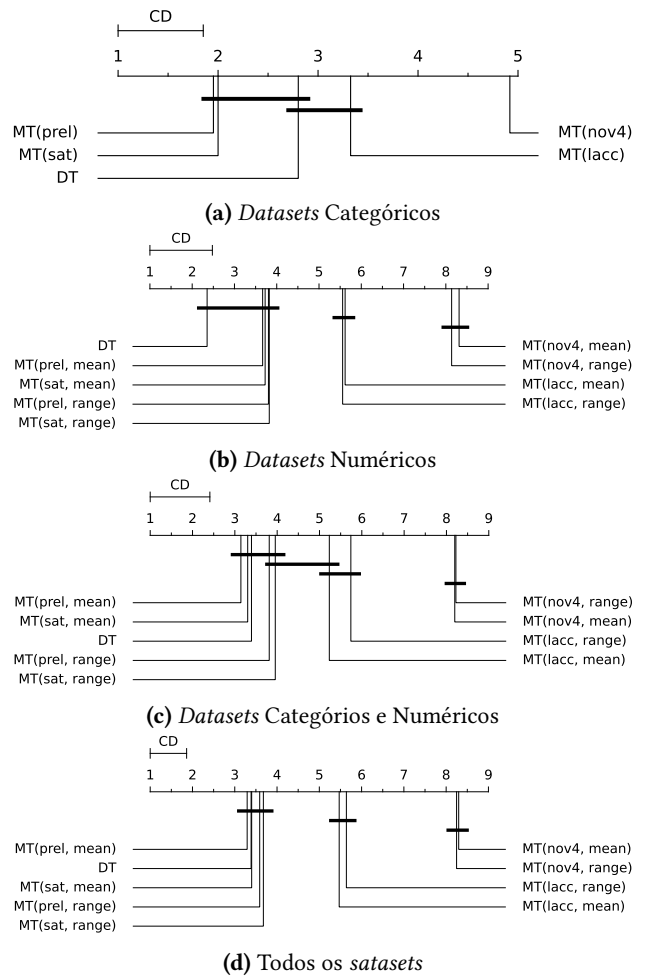 CD
1 2 3 4 5
MT(prel) MT(nov4)
MT(sat) MT(lacc)
DT
(a) Datasets Categóricos
CD
1 2 3 4 5 6 7 8 9
DT MT(nov4, mean)
MT(prel, mean) MT(nov4, range)
MT(sat, mean) MT(lacc, mean)
MT(prel, range) MT(lacc, range)
MT(sat, range)
(b) Datasets Numéricos
CD
1 2 3 4 5 6 7 8 9
MT(prel, mean) MT(nov4, range)
MT(sat, mean) MT(nov4, mean)
DT MT(lacc, range)
MT(prel, range) MT(lacc, mean)
MT(sat, range)
(c) Datasets Categórios e Numéricos
CD
1 2 3 4 5 6 7 8 9
MT(prel, mean) MT(nov4, mean)
DT MT(nov4, range)
MT(sat, mean) MT(lacc, range)
MT(prel, range) MT(lacc, mean)
MT(sat, range)
(d) Todos os satasets